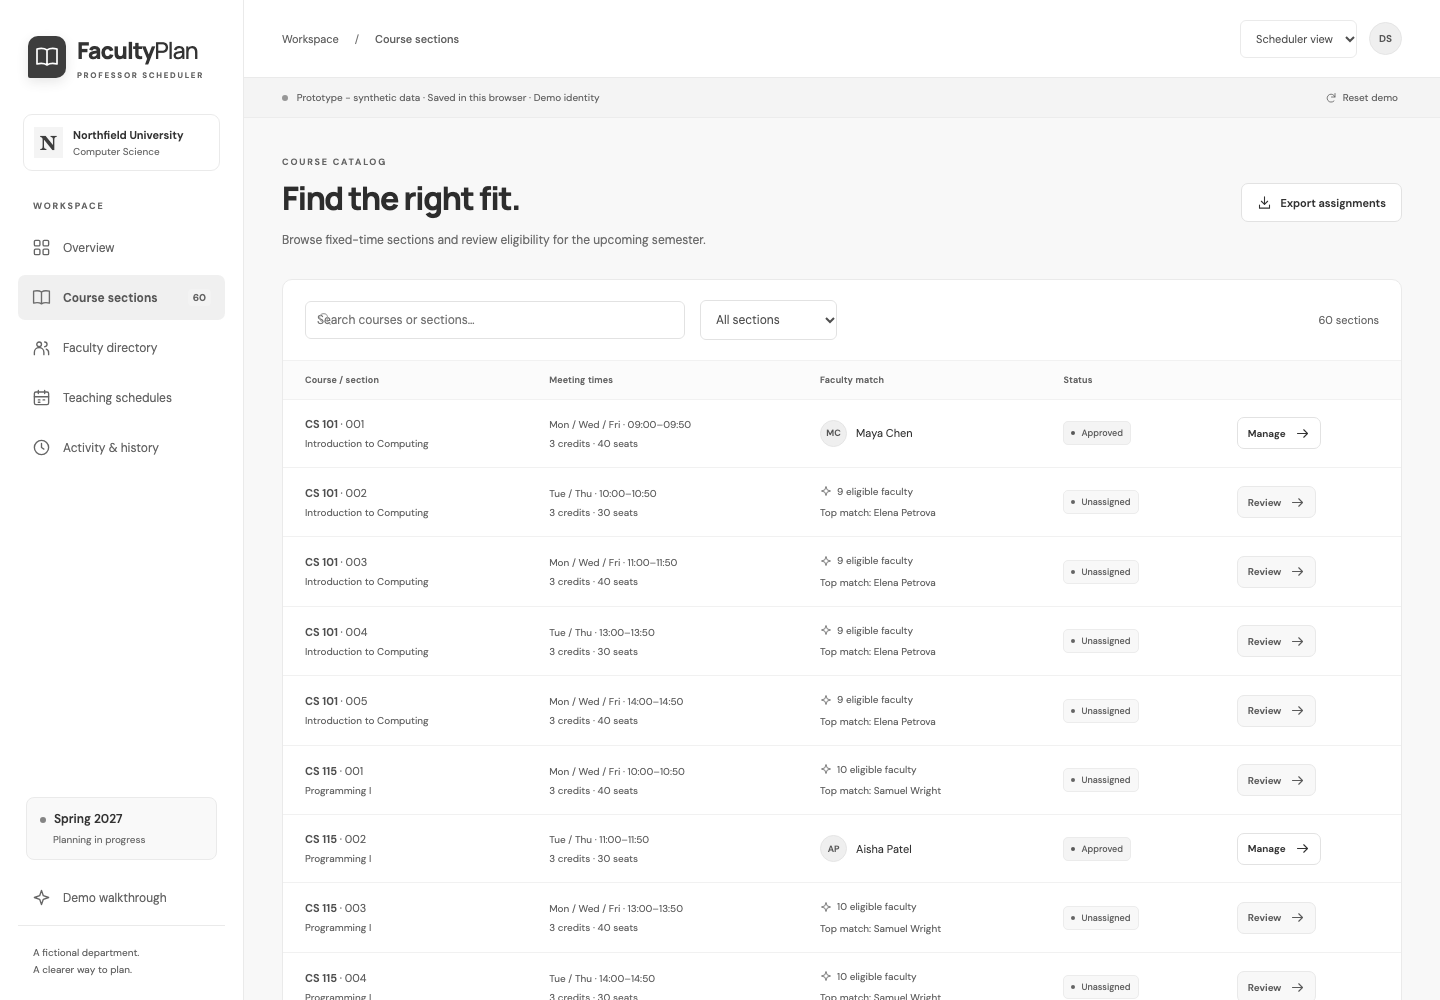 FacultyPlan
PROFESSOR SCHEDULER
N
Northfield University
Computer Science
WORKSPACE
Overview
Course sections 60
Faculty directory
Teaching schedules
Activity & history
Spring 2027
Planning in progress
Demo walkthrough
A fictional department.
A clearer way to plan.
Workspace / Course sections
Scheduler view
DS
Prototype – synthetic data · Saved in this browser · Demo identity
Reset demo
COURSE CATALOG
Find the right fit.
Browse fixed-time sections and review eligibility for the upcoming semester.
Export assignments
Search courses or sections…
All sections
60 sections
Course / section Meeting times Faculty match Status
CS 101 · 001
Introduction to Computing
Mon / Wed / Fri · 09:00–09:50
3 credits · 40 seats
MC Maya Chen
Approved
Manage
CS 101 · 002
Introduction to Computing
Tue / Thu · 10:00–10:50
3 credits · 30 seats
9 eligible faculty
Top match: Elena Petrova
Unassigned
Review
CS 101 · 003
Introduction to Computing
Mon / Wed / Fri · 11:00–11:50
3 credits · 40 seats
9 eligible faculty
Top match: Elena Petrova
Unassigned
Review
CS 101 · 004
Introduction to Computing
Tue / Thu · 13:00–13:50
3 credits · 30 seats
9 eligible faculty
Top match: Elena Petrova
Unassigned
Review
CS 101 · 005
Introduction to Computing
Mon / Wed / Fri · 14:00–14:50
3 credits · 40 seats
9 eligible faculty
Top match: Elena Petrova
Unassigned
Review
CS 115 · 001
Programming I
Mon / Wed / Fri · 10:00–10:50
3 credits · 40 seats
10 eligible faculty
Top match: Samuel Wright
Unassigned
Review
CS 115 · 002
Programming I
Tue / Thu · 11:00–11:50
3 credits · 30 seats
AP Aisha Patel
Approved
Manage
CS 115 · 003
Programming I
Mon / Wed / Fri · 13:00–13:50
3 credits · 40 seats
10 eligible faculty
Top match: Samuel Wright
Unassigned
Review
CS 115 · 004
Programming I
Tue / Thu · 14:00–14:50
3 credits · 30 seats
10 eligible faculty
Top match: Samuel Wright
Unassigned
Review